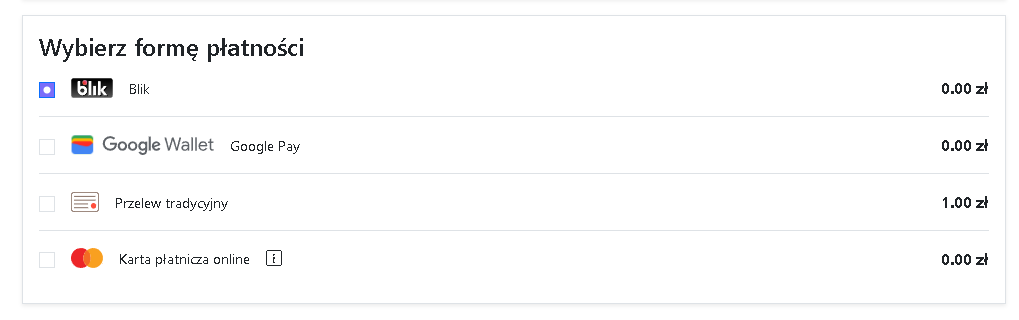 Wybierz formę płatności
blik Blik 0.00 zł
Google Wallet Google Pay 0.00 zł
Przelew tradycyjny 1.00 zł
Karta płatnicza online i 0.00 zł